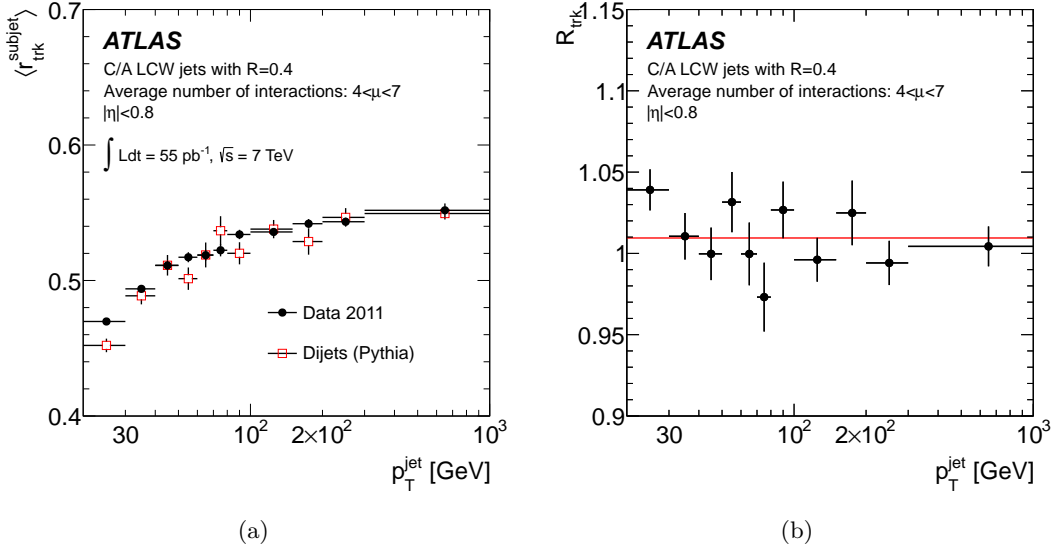 ⟨r_trk^subjet⟩
0.7
0.6
0.5
0.4
ATLAS
C/A LCW jets with R=0.4
Average number of interactions: 4<μ<7
|η|<0.8
∫ Ldt = 55 pb⁻¹, √s = 7 TeV
Data 2011
Dijets (Pythia)
30 10² 2×10² 10³
p_T^jet [GeV]
(a)
R_trk
1.15
1.1
1.05
1
0.95
0.9
ATLAS
C/A LCW jets with R=0.4
Average number of interactions: 4<μ<7
|η|<0.8
30 10² 2×10² 10³
p_T^jet [GeV]
(b)